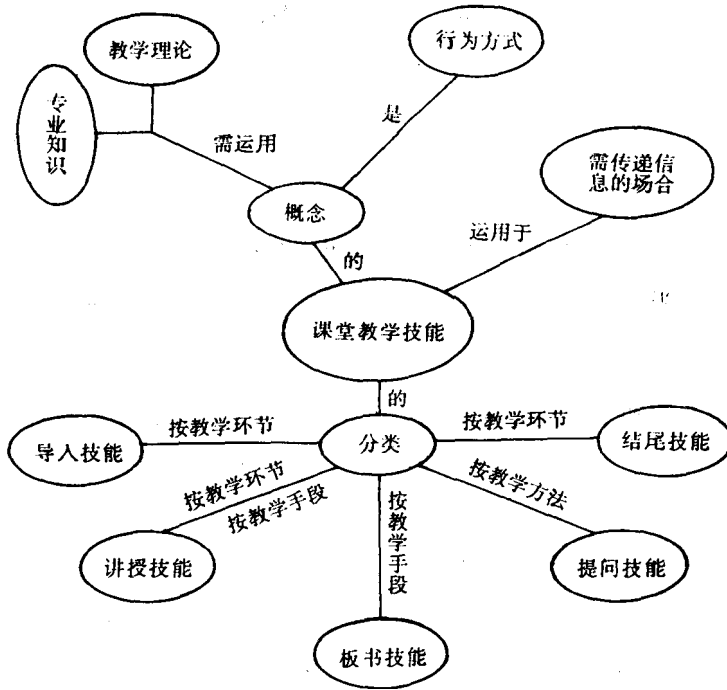 教学理论
行为方式
专业知识
需运用
是
需传递信
息的场合
概念
运用于
的
课堂教学技能
的
按教学环节
按教学环节
导入技能
分类
结尾技能
按教学环节
按教学手段
按教学方法
按教学手段
讲授技能
提问技能
板书技能